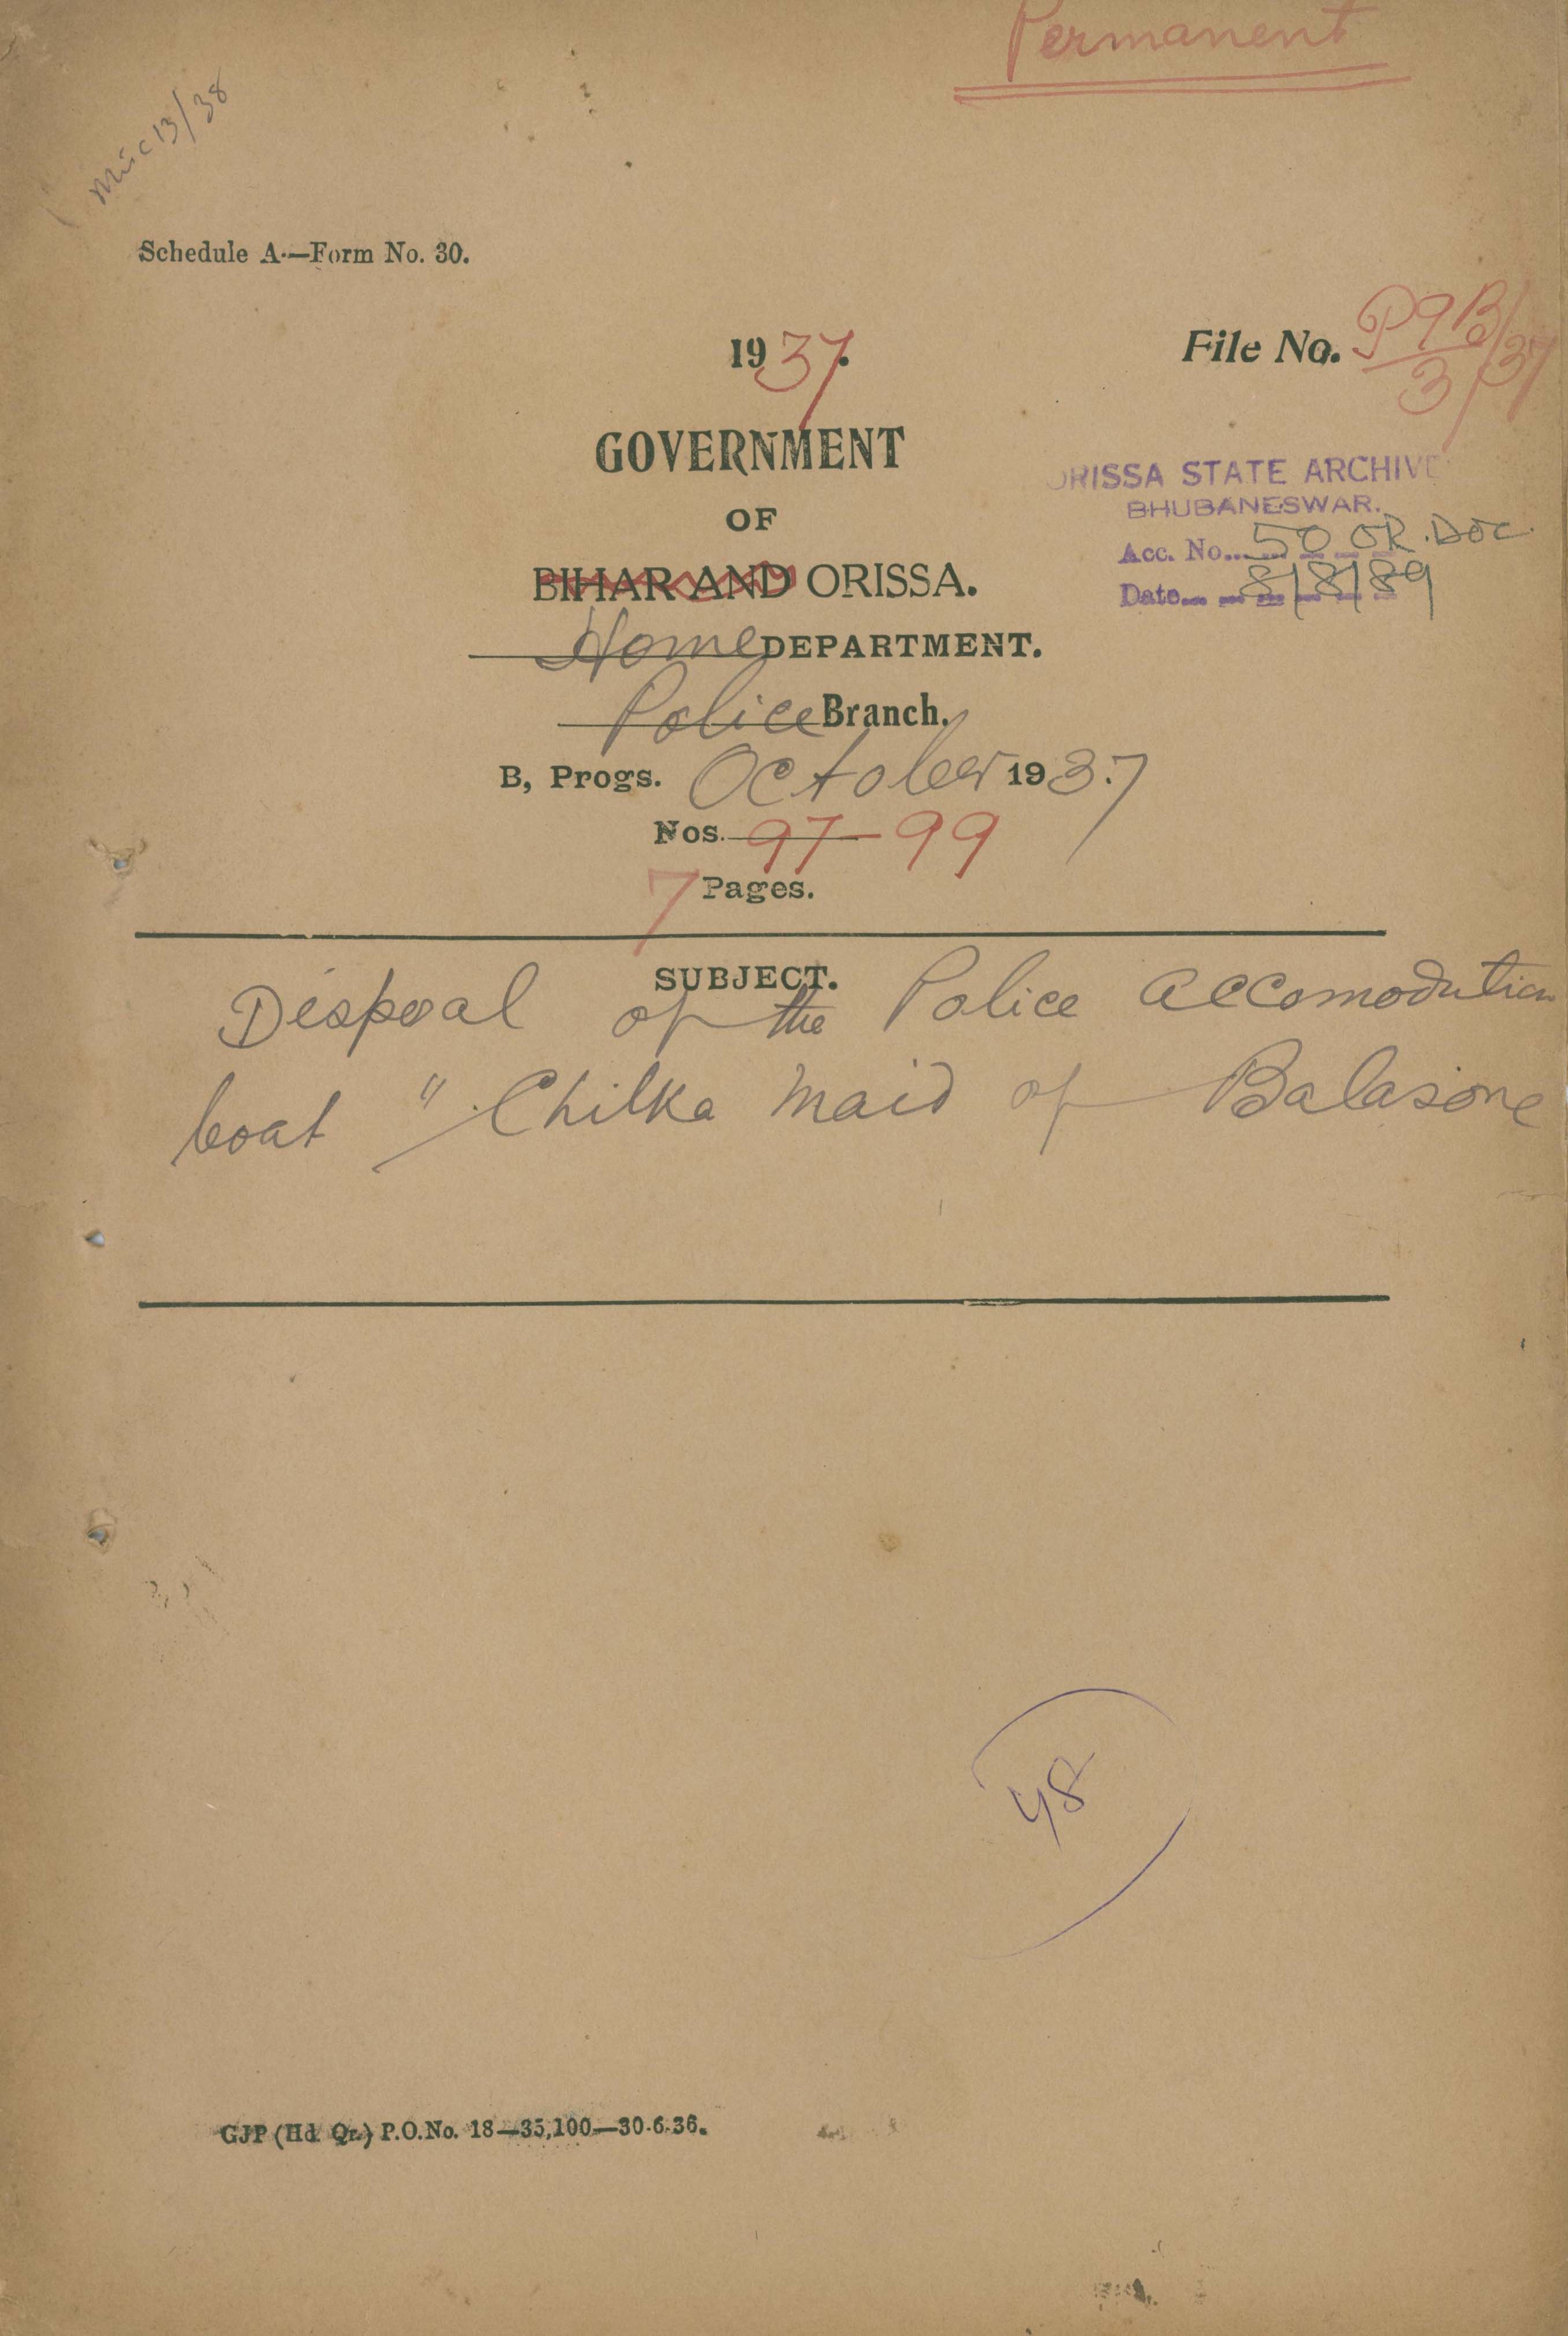 Permanent
Misc 13/38
Schedule A.—Form No. 30.
1937.
File No. P9B/37
3
GOVERNMENT
OF
BIHAR AND ORISSA.
ORISSA STATE ARCHIVE
BHUBANESWAR.
Acc. No. 50 OR. Doc.
Date 8/8/89
Home DEPARTMENT.
Police Branch.
B, Progs. October 1937
Nos. 97-99
7 Pages.
SUBJECT.
Disposal of the Police accomodation
boat "Chilka Maid of Balasore
48
GJP (Hd Qr.) P.O.No. 18—35,100—30.6.36.